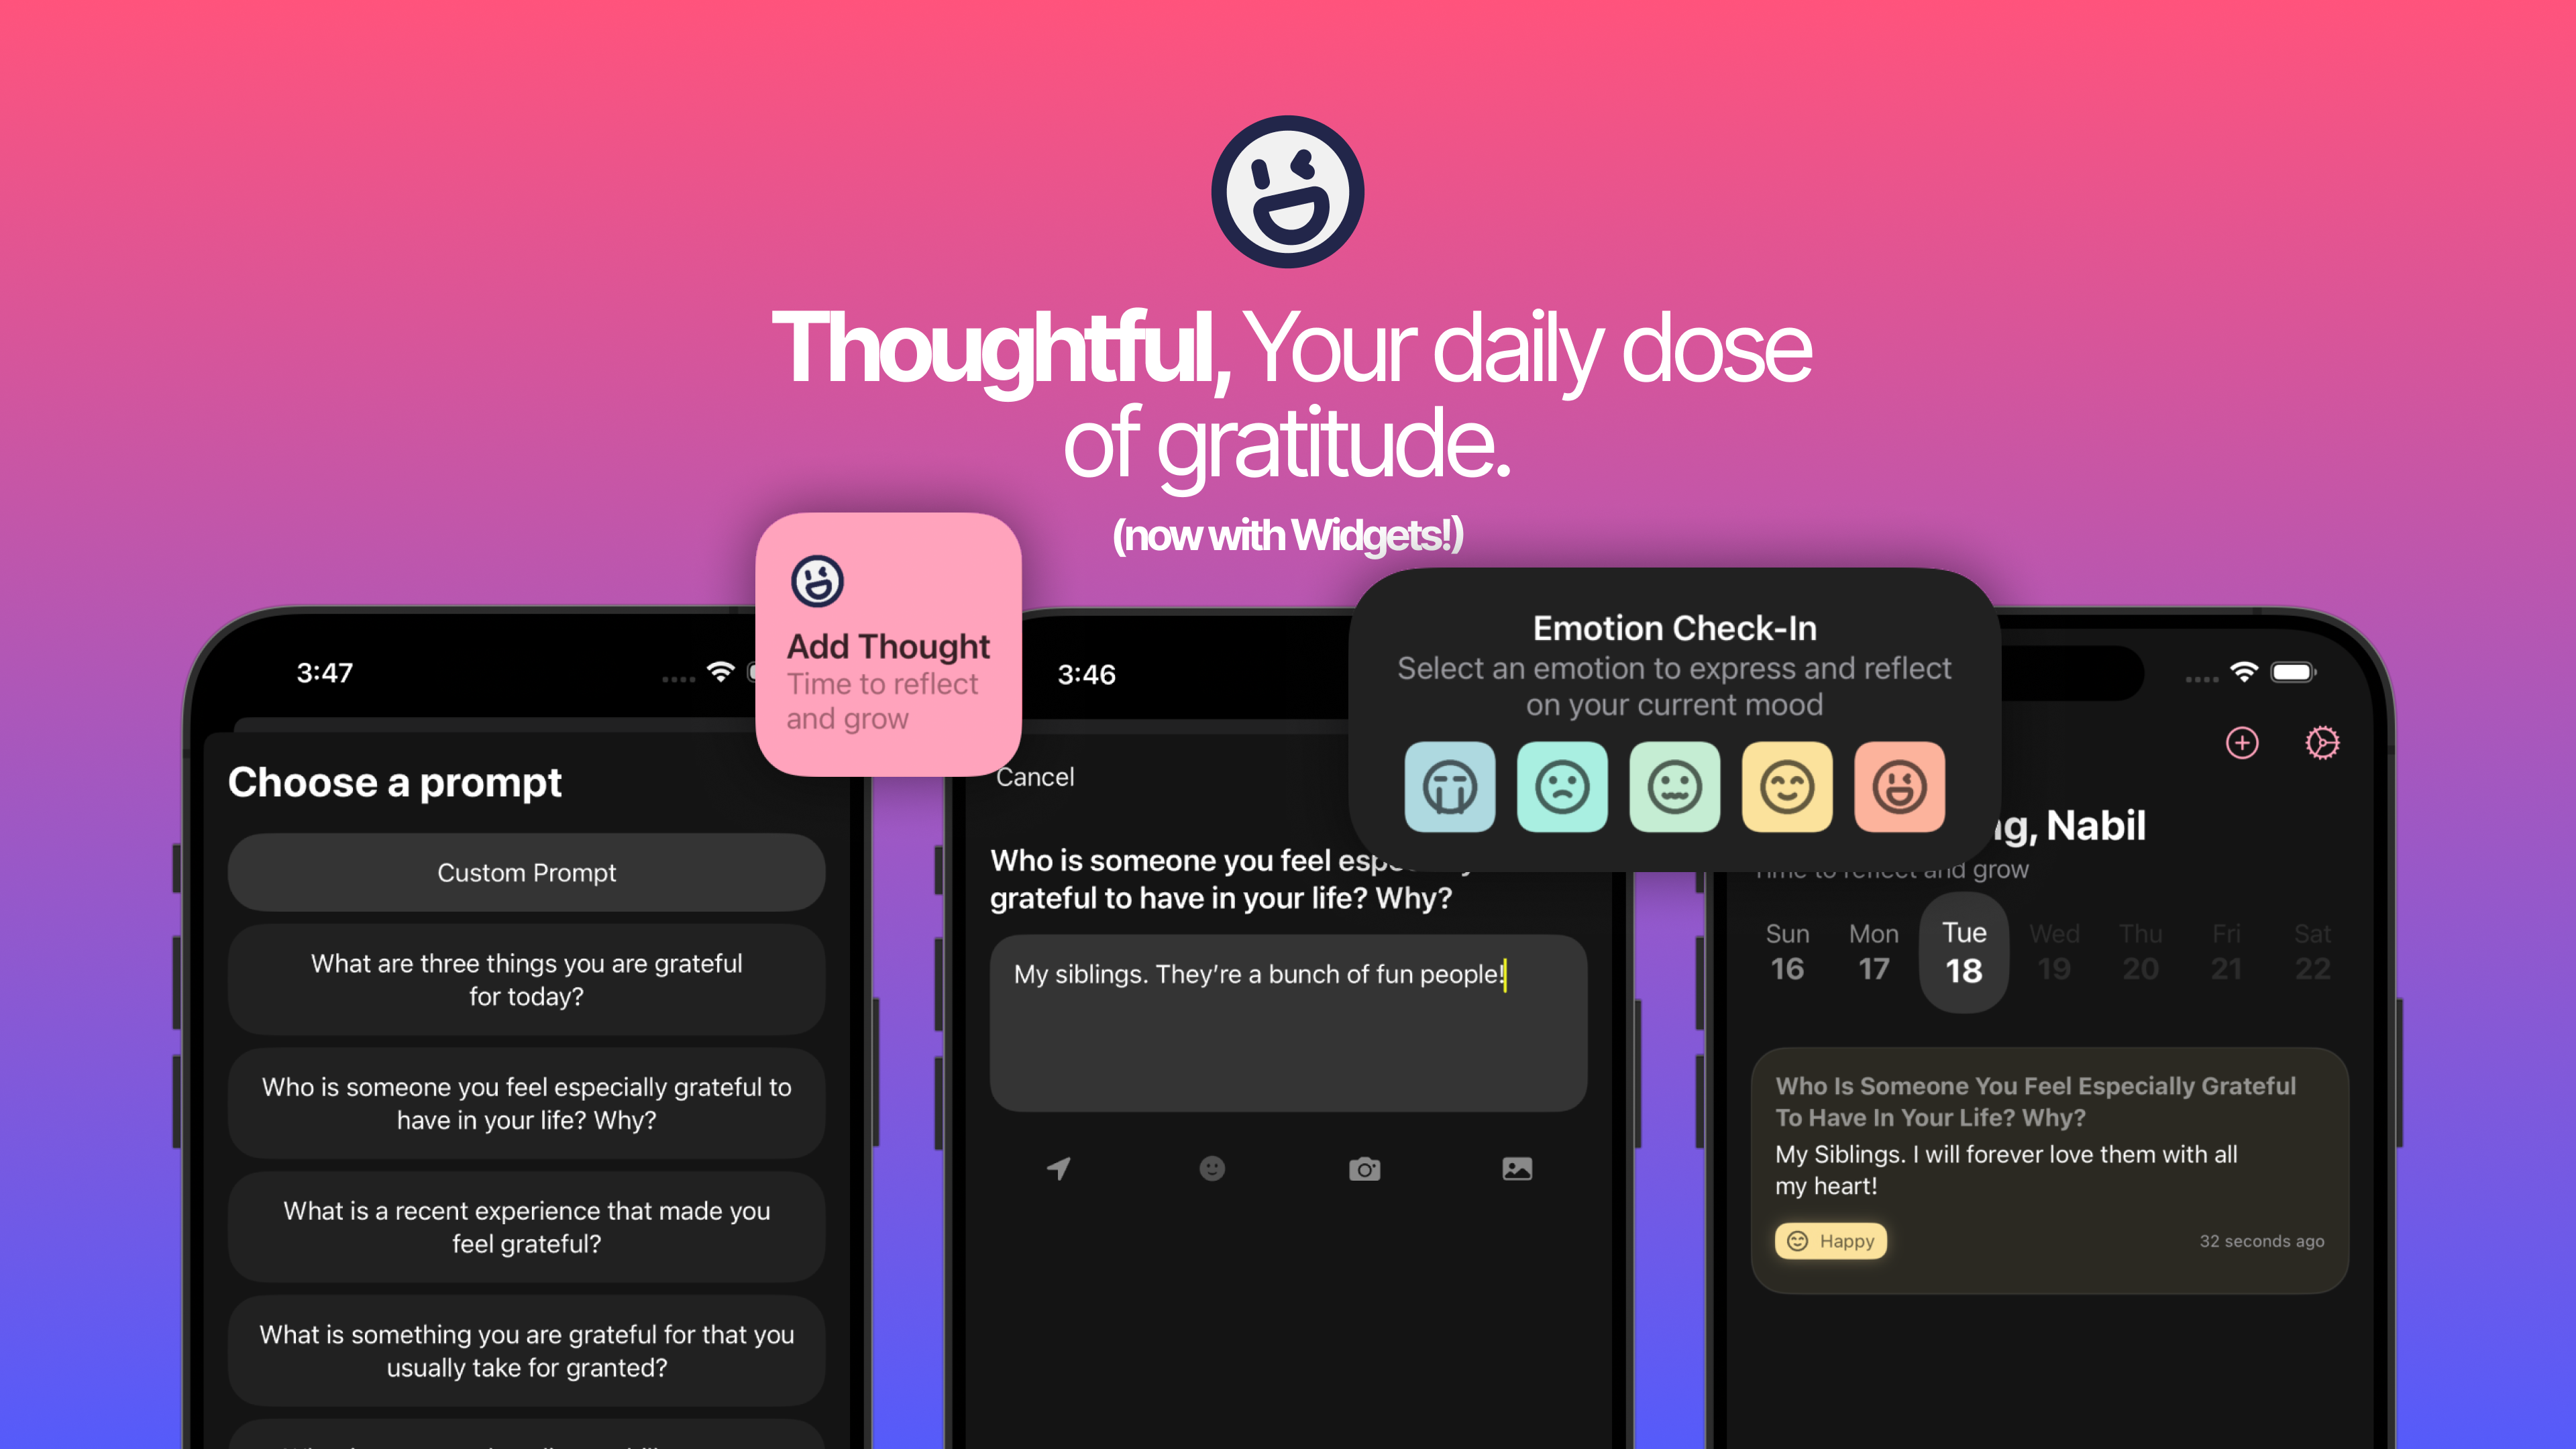 Thoughtful, Your daily dose
of gratitude.
(now with Widgets!)
Add Thought
Time to reflect
and grow
Emotion Check-In
Select an emotion to express and reflect
on your current mood
3:47
Choose a prompt
Custom Prompt
What are three things you are grateful
for today?
Who is someone you feel especially grateful to
have in your life? Why?
What is a recent experience that made you
feel grateful?
What is something you are grateful for that you
usually take for granted?
3:46
Cancel
Who is someone you feel
grateful to have in your life? Why?
My siblings. They’re a bunch of fun people!
Nabil
Time to reflect and grow
Sun Mon Tue Wed Thu Fri Sat
16 17 18 19 20 21 22
Who Is Someone You Feel Especially Grateful
To Have In Your Life? Why?
My Siblings. I will forever love them with all
my heart!
Happy
32 seconds ago